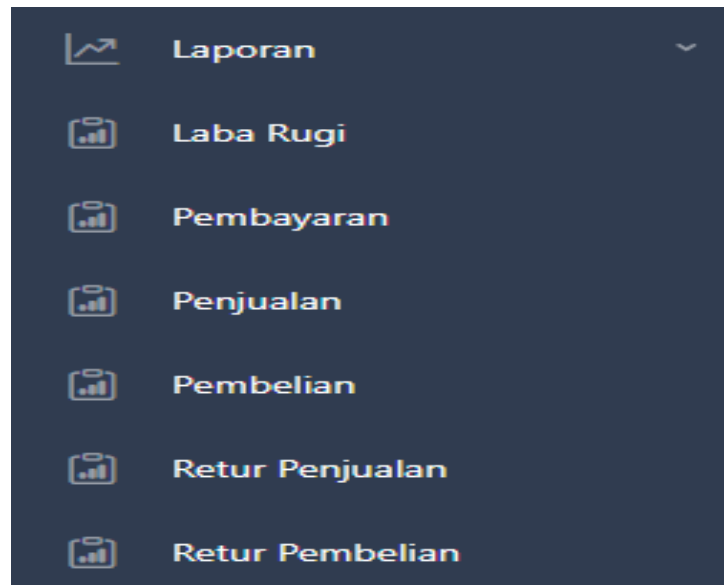 Laporan
Laba Rugi
Pembayaran
Penjualan
Pembelian
Retur Penjualan
Retur Pembelian